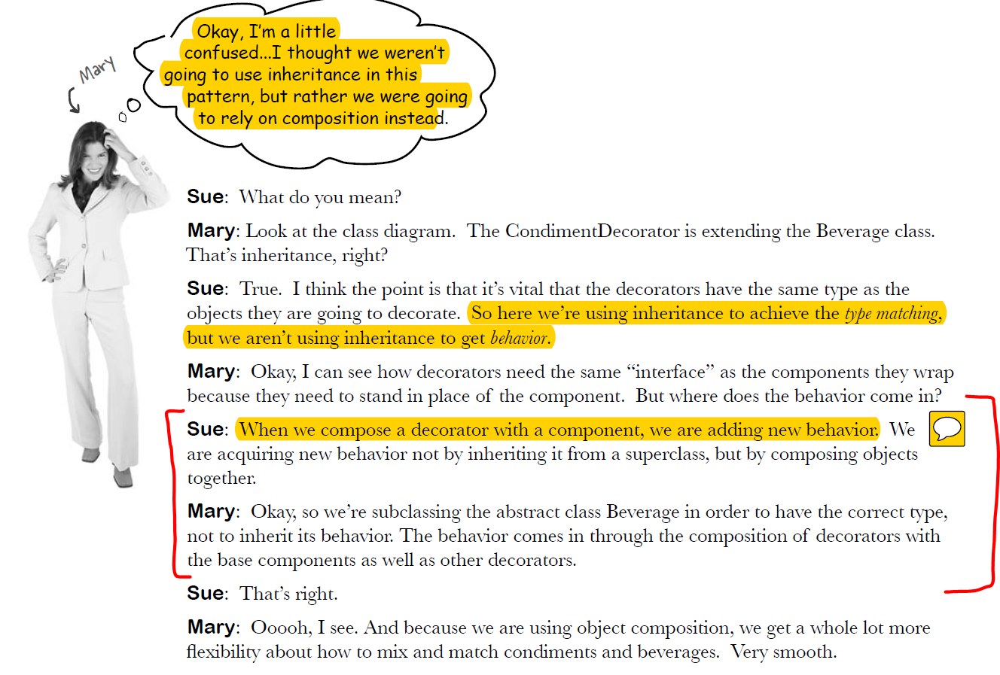 Okay, I'm a little
confused...I thought we weren't
going to use inheritance in this
pattern, but rather we were going
to rely on composition instead.
Mary
Sue: What do you mean?
Mary: Look at the class diagram. The CondimentDecorator is extending the Beverage class.
That's inheritance, right?
Sue: True. I think the point is that it's vital that the decorators have the same type as the
objects they are going to decorate. So here we're using inheritance to achieve the type matching,
but we aren't using inheritance to get behavior.
Mary: Okay, I can see how decorators need the same “interface” as the components they wrap
because they need to stand in place of the component. But where does the behavior come in?
Sue: When we compose a decorator with a component, we are adding new behavior. We
are acquiring new behavior not by inheriting it from a superclass, but by composing objects
together.
Mary: Okay, so we're subclassing the abstract class Beverage in order to have the correct type,
not to inherit its behavior. The behavior comes in through the composition of decorators with
the base components as well as other decorators.
Sue: That's right.
Mary: Ooooh, I see. And because we are using object composition, we get a whole lot more
flexibility about how to mix and match condiments and beverages. Very smooth.